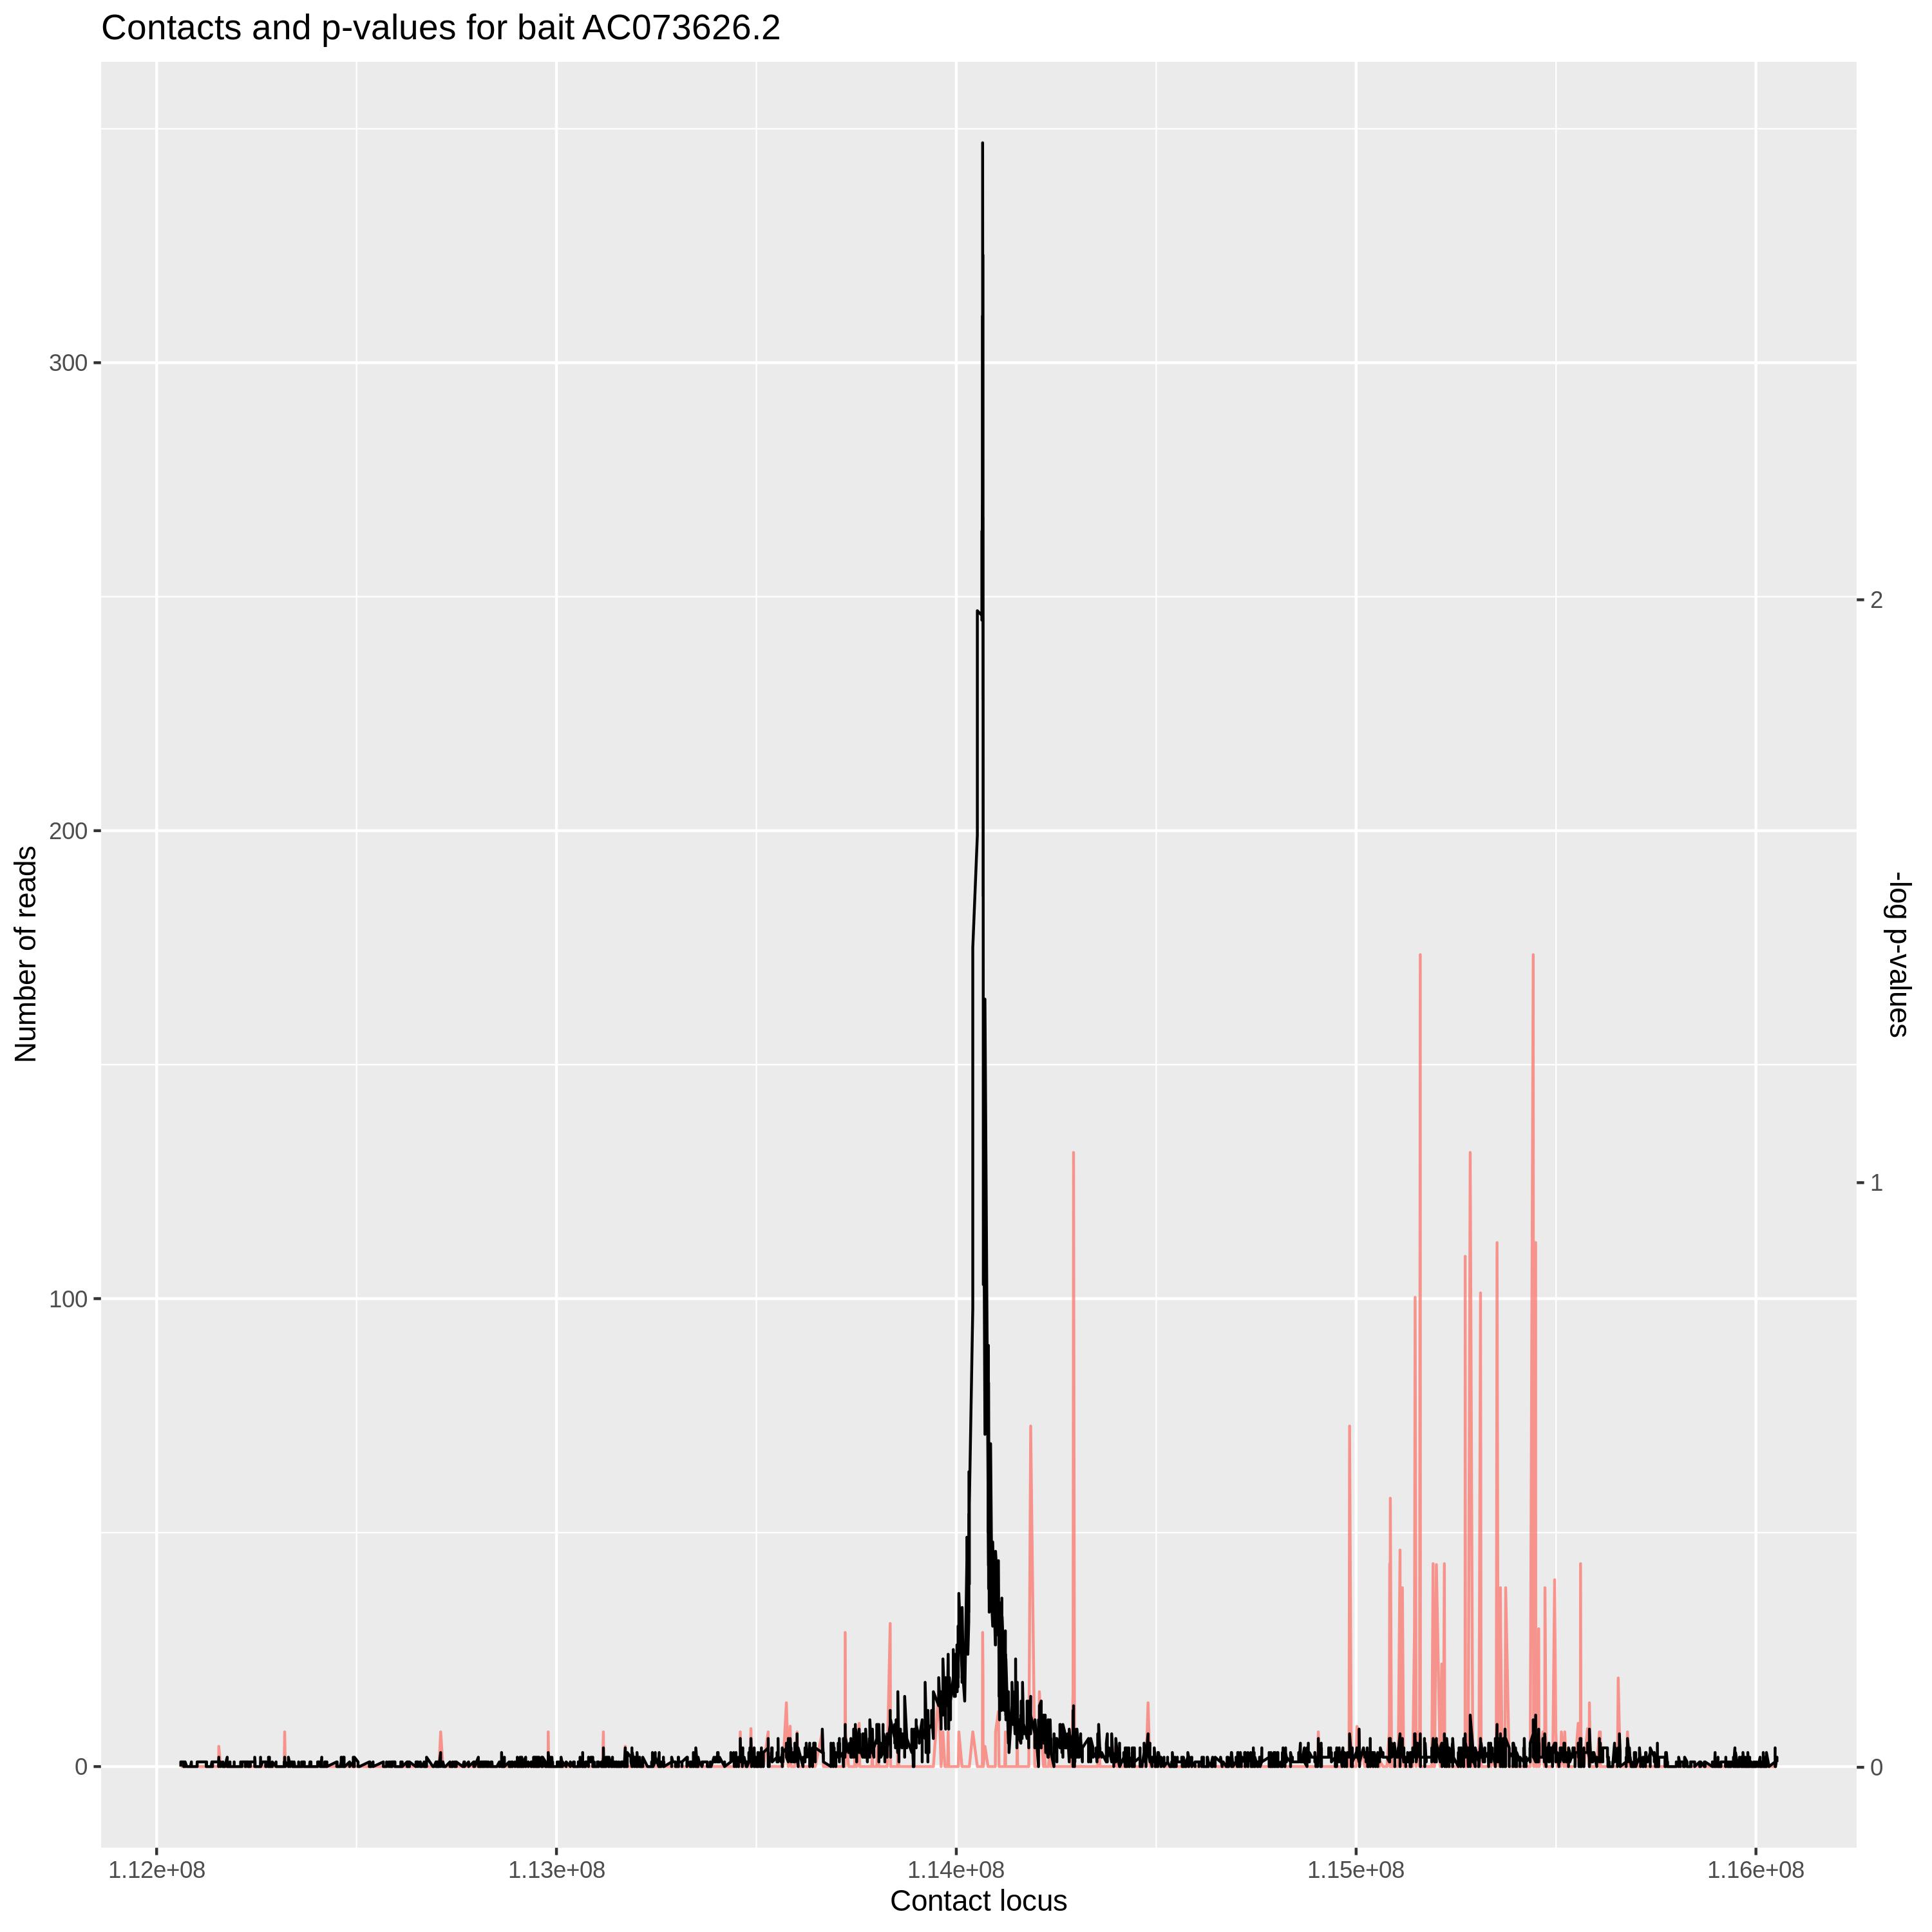 Contacts and p-values for bait AC073626.2
Number of reads
300
200
100
0
2
1
0
-log p-values
1.12e+08
1.13e+08
1.14e+08
1.15e+08
1.16e+08
Contact locus